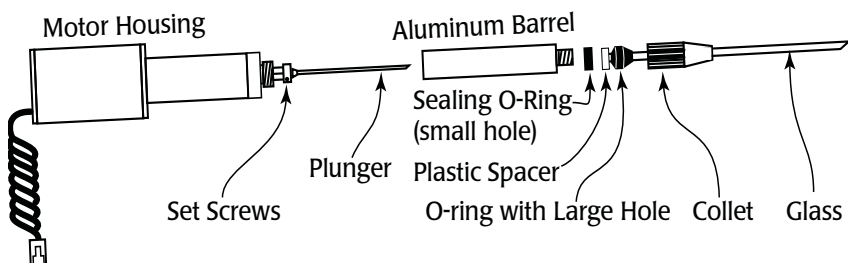 Motor Housing
Aluminum Barrel
Sealing O-Ring
(small hole)
Plunger
Plastic Spacer
Set Screws
O-ring with Large Hole
Collet
Glass